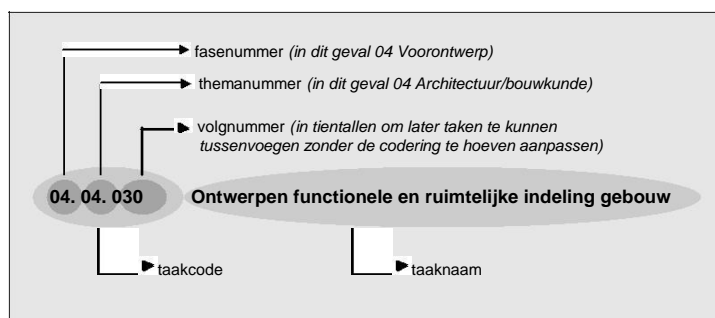 fasenummer (in dit geval 04 Voorontwerp)
themanummer (in dit geval 04 Architectuur/bouwkunde)
volgnummer (in tientallen om later taken te kunnen
tussenvoegen zonder de codering te hoeven aanpassen)
04. 04. 030 Ontwerpen functionele en ruimtelijke indeling gebouw
taakcode taaknaam